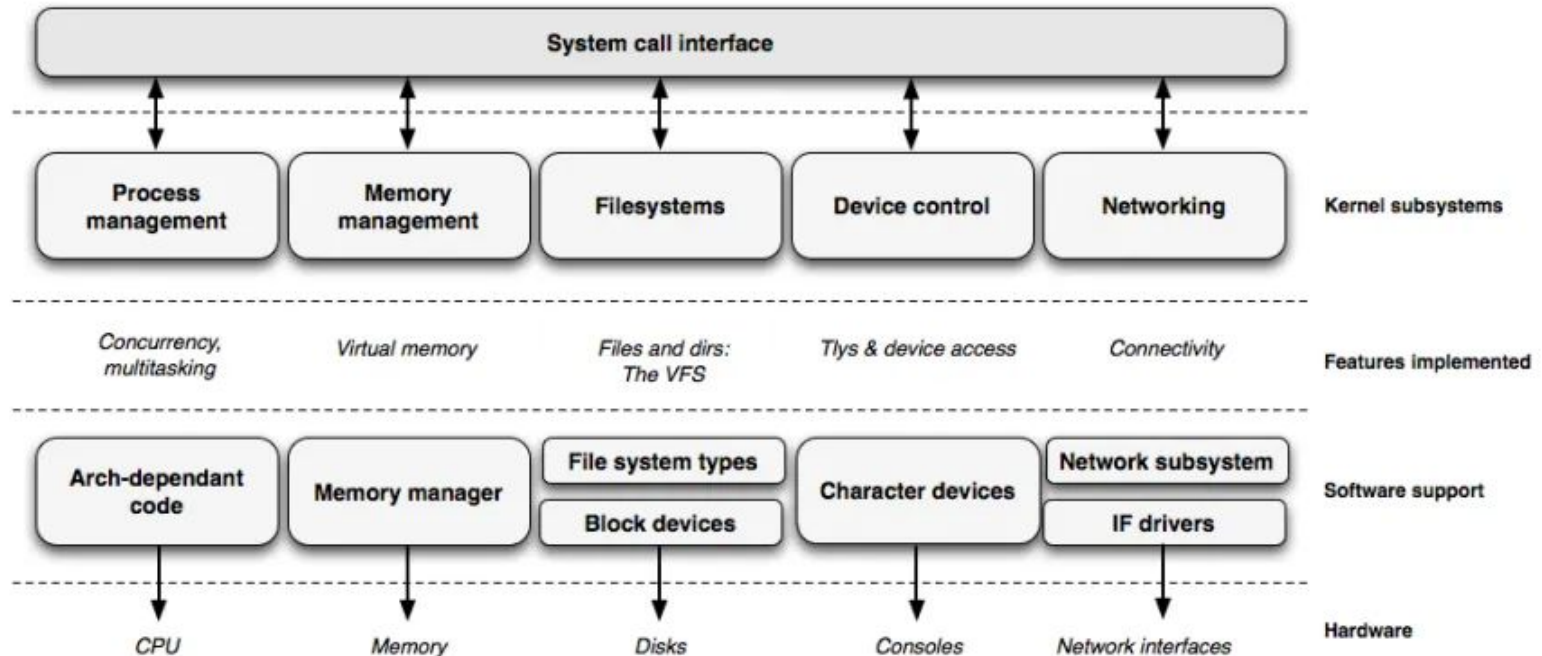 System call interface
Process
management
Memory
management
Filesystems
Device control
Networking
Kernel subsystems
Concurrency,
multitasking
Virtual memory
Files and dirs:
The VFS
Tlys & device access
Connectivity
Features implemented
Arch-dependant
code
Memory manager
File system types
Block devices
Character devices
Network subsystem
IF drivers
Software support
CPU
Memory
Disks
Consoles
Network interfaces
Hardware